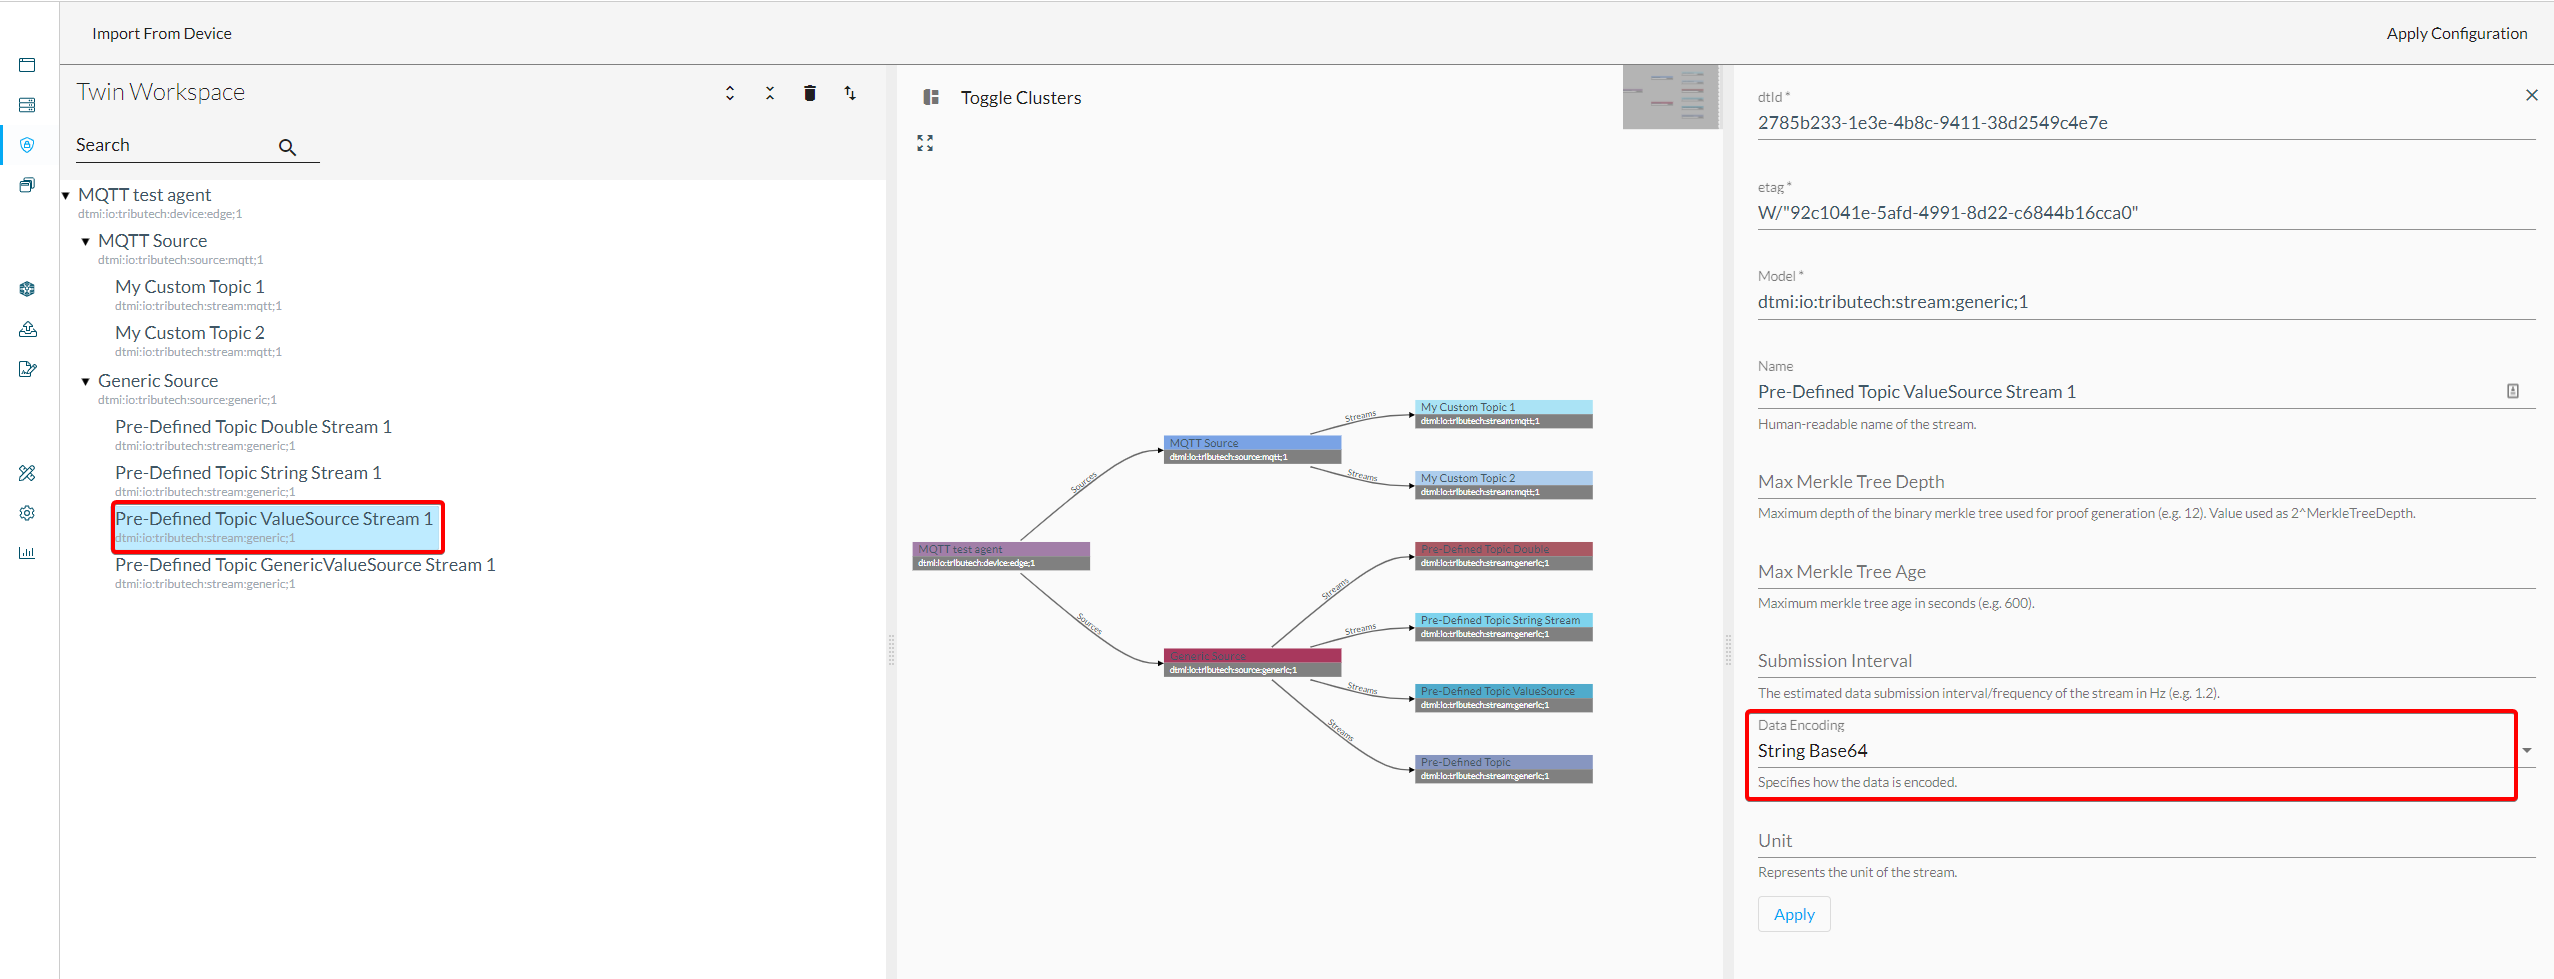 Import From Device
Apply Configuration
Twin Workspace
Search
MQTT test agent
dtmi:io:tributech:device:edge;1
MQTT Source
dtmi:io:tributech:source:mqtt;1
My Custom Topic 1
dtmi:io:tributech:stream:mqtt;1
My Custom Topic 2
dtmi:io:tributech:stream:mqtt;1
Generic Source
dtmi:io:tributech:source:generic;1
Pre-Defined Topic Double Stream 1
dtmi:io:tributech:stream:generic;1
Pre-Defined Topic String Stream 1
dtmi:io:tributech:stream:generic;1
Pre-Defined Topic ValueSource Stream 1
dtmi:io:tributech:stream:generic;1
Pre-Defined Topic GenericValueSource Stream 1
dtmi:io:tributech:stream:generic;1
Toggle Clusters
MQTT test agent
dtmi:io:tributech:device:edge;1
Sources
Sources
MQTT Source
dtmi:io:tributech:source:mqtt;1
Generic Source
dtmi:io:tributech:source:generic;1
Streams
Streams
Streams
Streams
Streams
Streams
My Custom Topic 1
dtmi:io:tributech:stream:mqtt;1
My Custom Topic 2
dtmi:io:tributech:stream:mqtt;1
Pre-Defined Topic Double
dtmi:io:tributech:stream:generic;1
Pre-Defined Topic String Stream
dtmi:io:tributech:stream:generic;1
Pre-Defined Topic ValueSource
dtmi:io:tributech:stream:generic;1
Pre-Defined Topic
dtmi:io:tributech:stream:generic;1
dtId *
2785b233-1e3e-4b8c-9411-38d2549c4e7e
etag *
W/"92c1041e-5afd-4991-8d22-c6844b16cca0"
Model *
dtmi:io:tributech:stream:generic;1
Name
Pre-Defined Topic ValueSource Stream 1
Human-readable name of the stream.
Max Merkle Tree Depth
Maximum depth of the binary merkle tree used for proof generation (e.g. 12). Value used as 2^MerkleTreeDepth.
Max Merkle Tree Age
Maximum merkle tree age in seconds (e.g. 600).
Submission Interval
The estimated data submission interval/frequency of the stream in Hz (e.g. 1.2).
Data Encoding
String Base64
Specifies how the data is encoded.
Unit
Represents the unit of the stream.
Apply